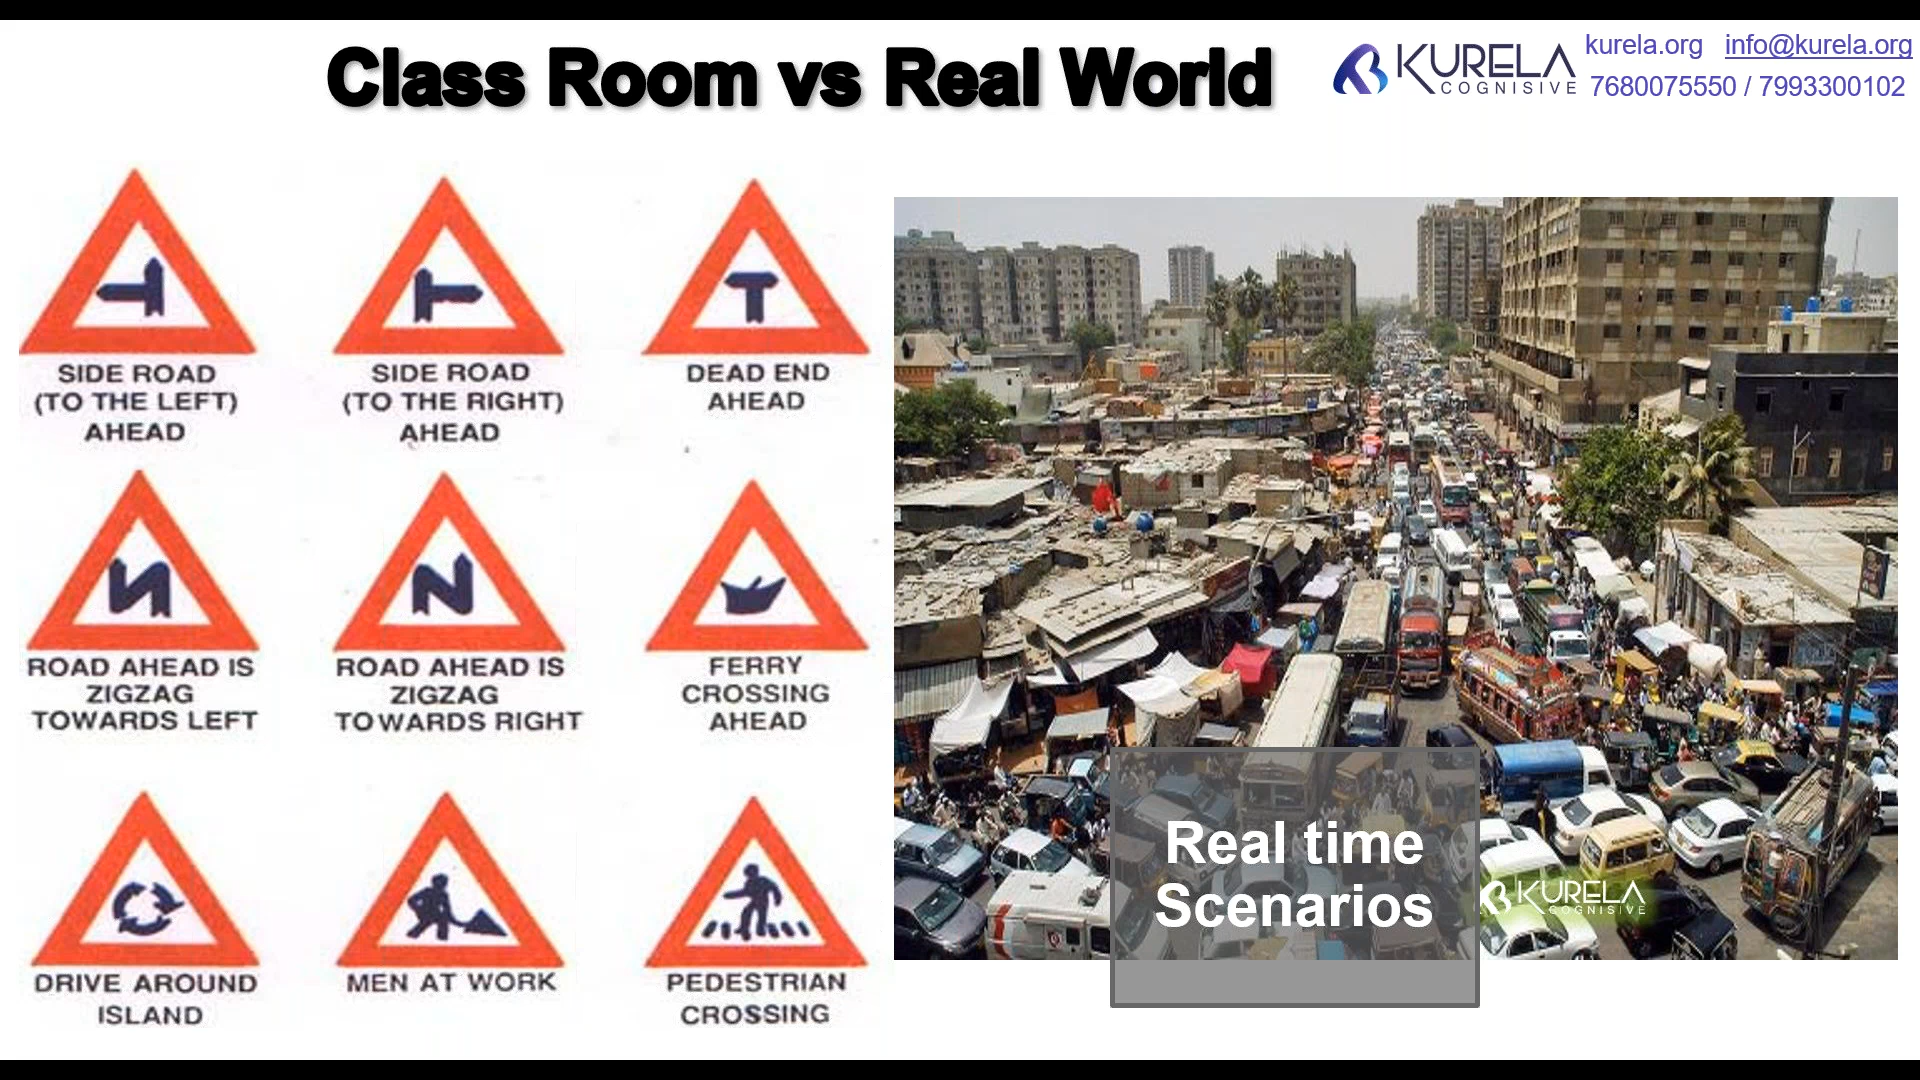 Class Room vs Real World
KURELA
COGNISIVE
kurela.org info@kurela.org
7680075550 / 7993300102
SIDE ROAD
(TO THE LEFT)
AHEAD
SIDE ROAD
(TO THE RIGHT)
AHEAD
DEAD END
AHEAD
ROAD AHEAD IS
ZIGZAG
TOWARDS LEFT
ROAD AHEAD IS
ZIGZAG
TOWARDS RIGHT
FERRY
CROSSING
AHEAD
DRIVE AROUND
ISLAND
MEN AT WORK
PEDESTRIAN
CROSSING
Real time
Scenarios
KURELA
COGNISIVE